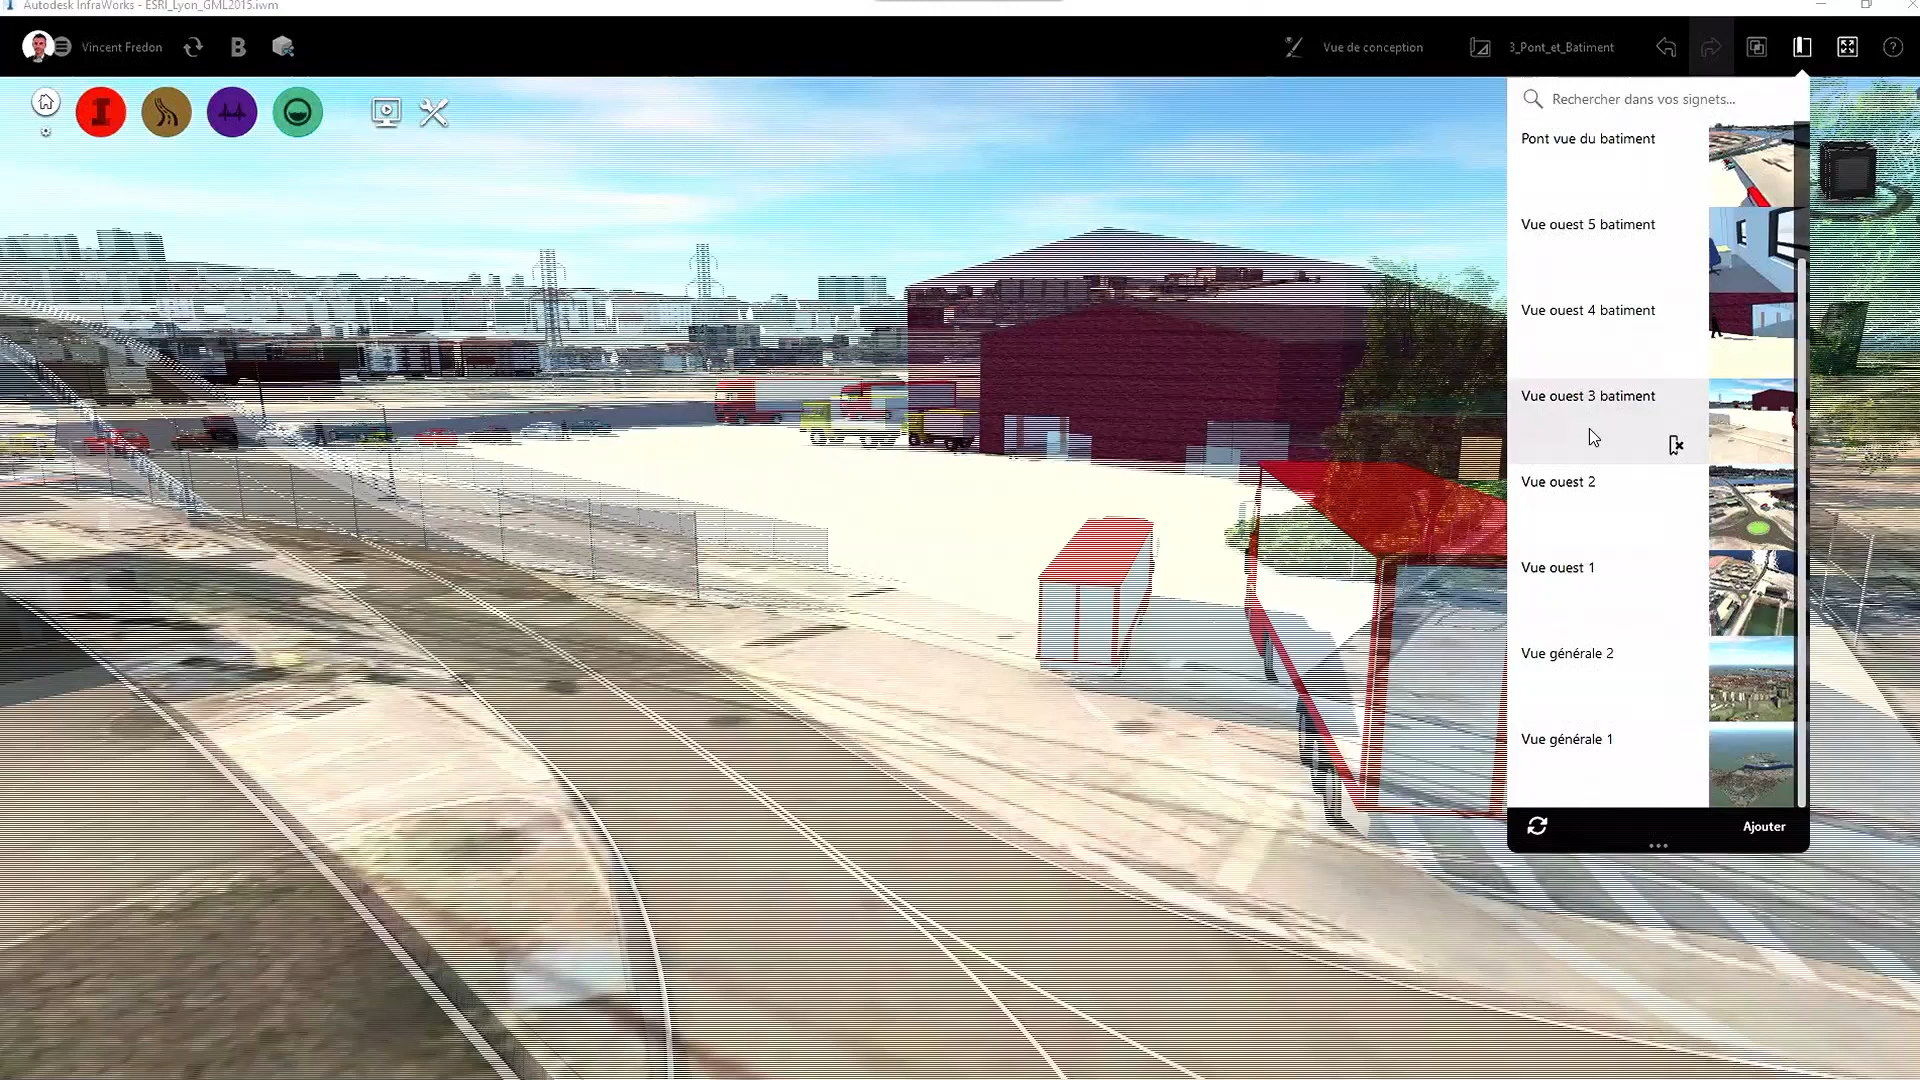 Autodesk InfraWorks - ESRI_Lyon_GML2015.iwm
Vincent Fredon
B
Vue de conception
3_Pont_et_Batiment
?
Rechercher dans vos signets...
Pont vue du batiment
Vue ouest 5 batiment
Vue ouest 4 batiment
Vue ouest 3 batiment
Vue ouest 2
Vue ouest 1
Vue générale 2
Vue générale 1
Ajouter